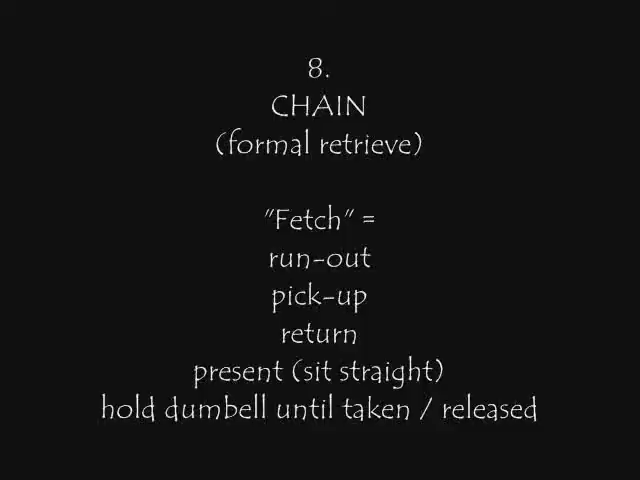 8.
CHAIN
(formal retrieve)
"Fetch" =
run-out
pick-up
return
present (sit straight)
hold dumbell until taken / released